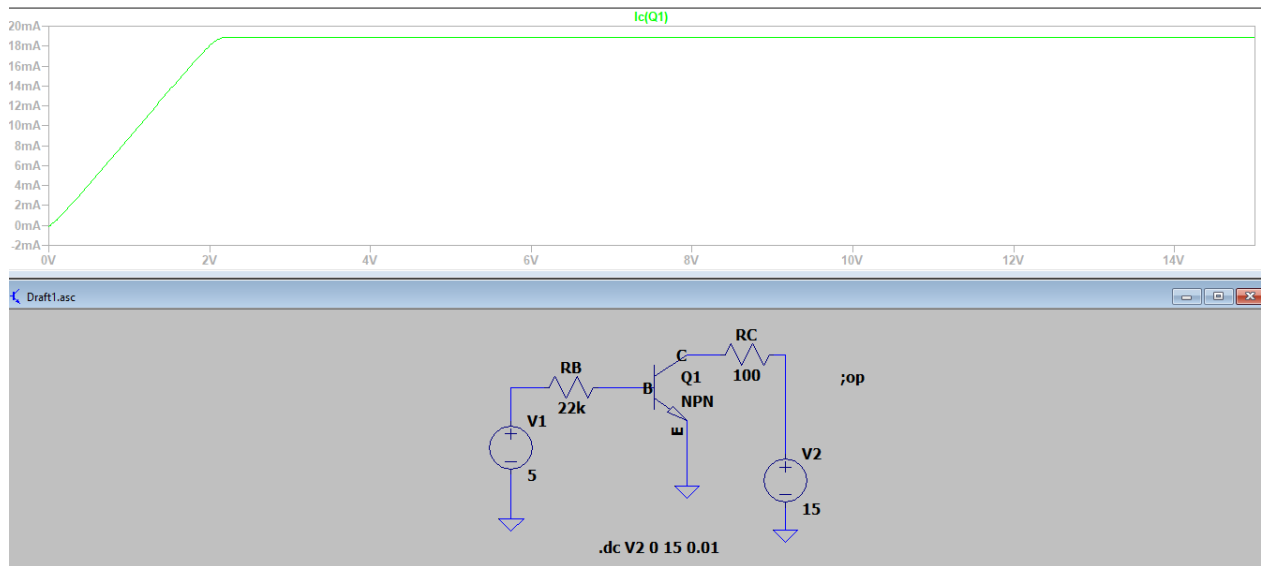 Ic(Q1)
20mA
18mA
16mA
14mA
12mA
10mA
8mA
6mA
4mA
2mA
0mA
-2mA
0V 2V 4V 6V 8V 10V 12V 14V
Draft1.asc
RC
C
RB
Q1
100
;op
B
NPN
22k
V1
E
V2
5
15
.dc V2 0 15 0.01